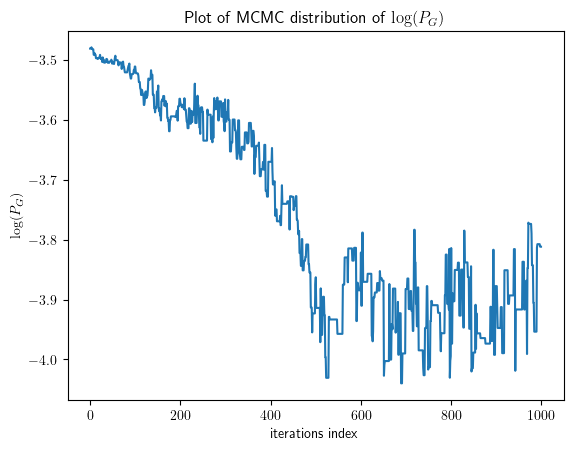 Plot of MCMC distribution of log(P_G)
log(P_G)
−3.5
−3.6
−3.7
−3.8
−3.9
−4.0
0 200 400 600 800 1000
iterations index